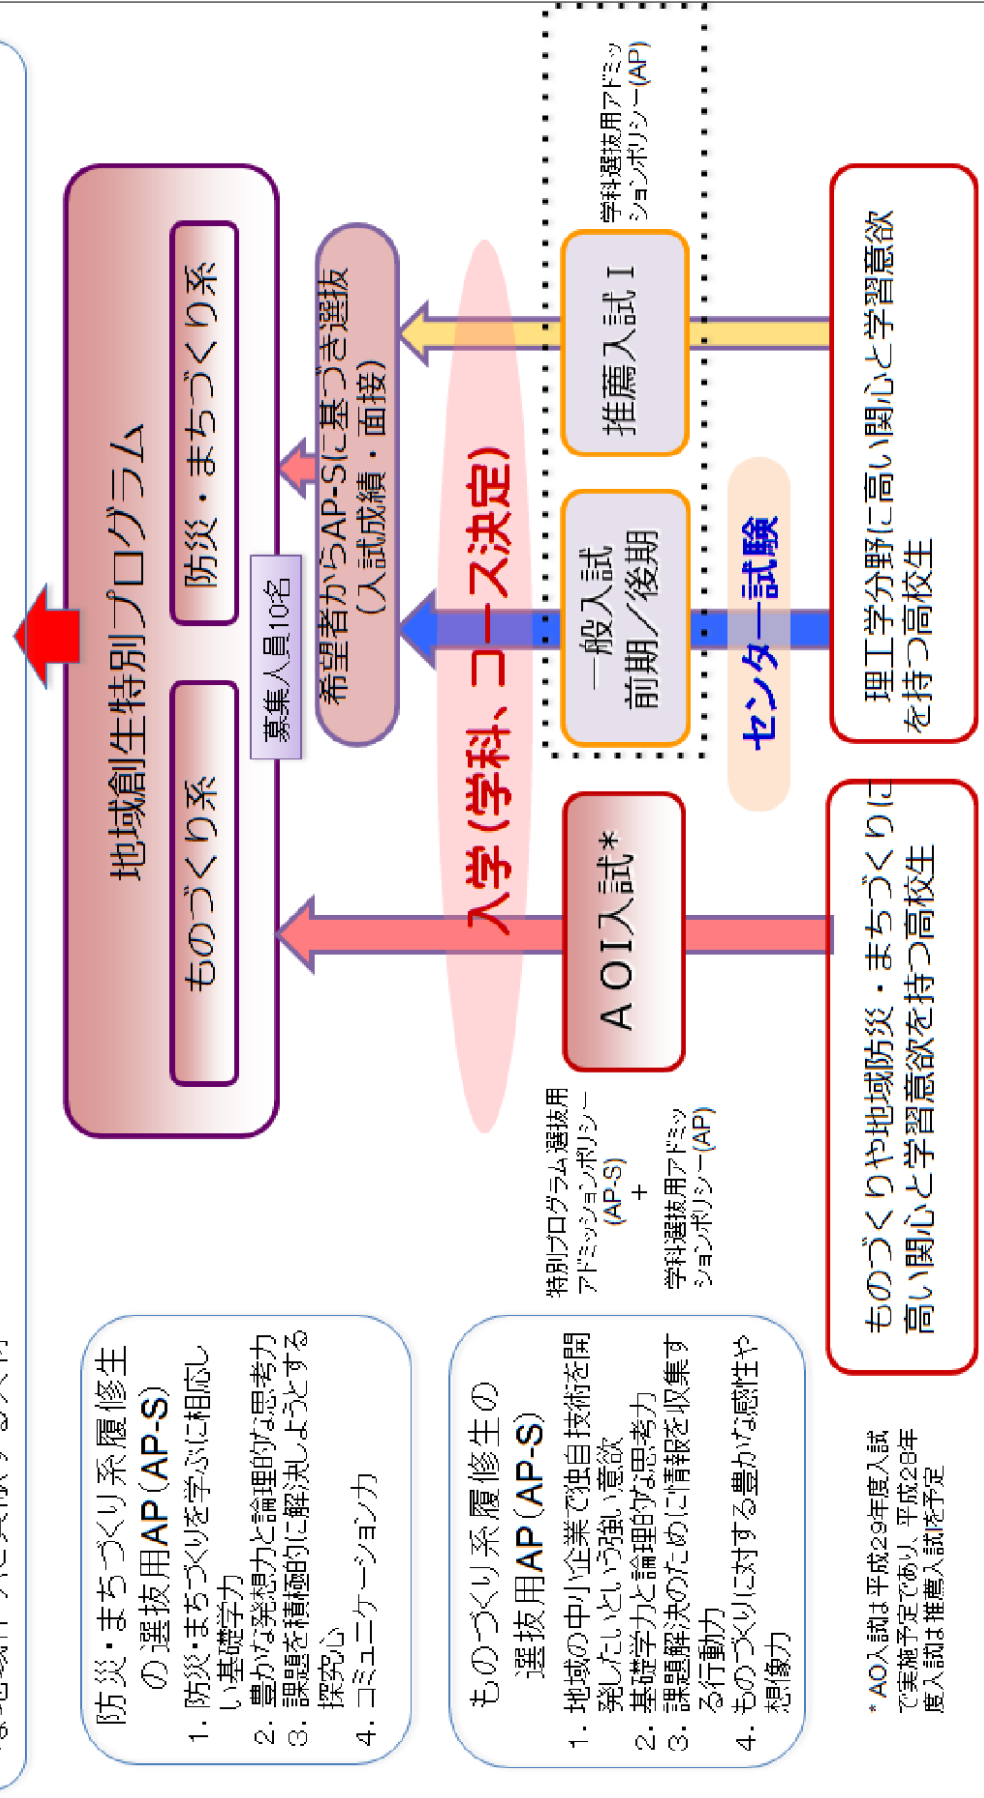 地域創生特別プログラム
ものづくり系
防災・まちづくり系
募集人員10名
希望者からAP-Sに基づき選抜
（入試成績・面接）
入学(学科、コース決定)
ＡＯI入試*
一般入試
前期／後期
推薦入試Ⅰ
学科選抜用アドミッ
ションポリシー(AP)
特別プログラム選抜用
アドミッションポリシー
(AP-S)
+
学科選抜用アドミッ
ションポリシー(AP)
センター試験
ものづくりや地域防災・まちづくりに
高い関心と学習意欲を持つ高校生
理工学分野に高い関心と学習意欲
を持つ高校生
防災・まちづくり系履修生
の選抜用AP(AP-S)
1. 防災・まちづくりを学ぶに相応し
い基礎学力
2. 豊かな発想力と論理的な思考力
3. 課題を積極的に解決しようとする
探究心
4. コミュニケーション力
ものづくり系履修生の
選抜用AP(AP-S)
1. 地域の中小企業で独自技術を開
発したいという強い意欲
2. 基礎学力と論理的な思考力
3. 課題解決のために情報を収集す
る行動力
4. ものづくりに対する豊かな感性や
想像力
* AO入試は平成29年度入試
で実施予定であり、平成28年
度入試は推薦入試Iを予定